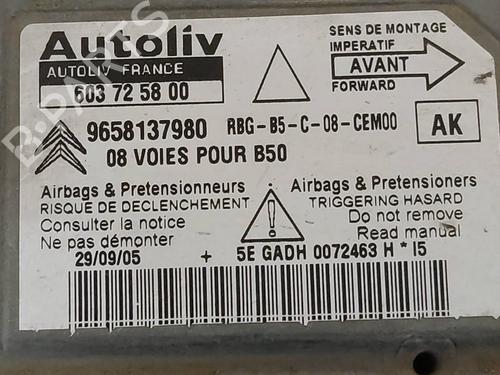 Autoliv
AUTOLIV FRANCE
603 72 58 00
SENS DE MONTAGE
IMPERATIF
AVANT
FORWARD
9658137980 RBG-B5-C-08-CEM00
AK
08 VOIES POUR B50
Airbags & Pretensionneurs
RISQUE DE DECLENCHEMENT
Consulter la notice
Ne pas démonter
Airbags & Pretensioners
TRIGGERING HASARD
Do not remove
Read manual
29/09/05 + 5E GADH 0072463 H * 15
B-PARTS